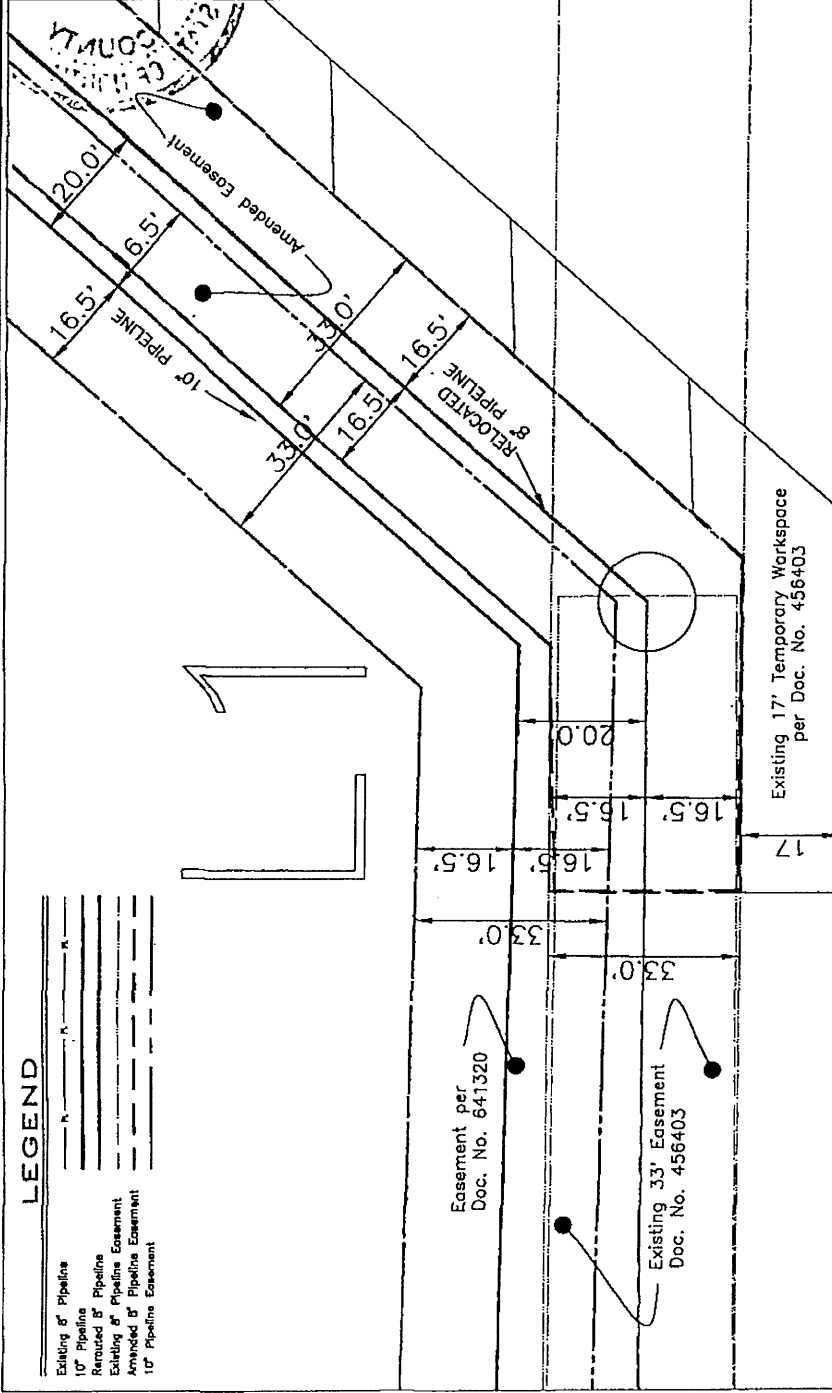 LEGEND
Existing 8" Pipeline
10" Pipeline
Rerouted 8" Pipeline
Existing 8" Pipeline Easement
Amended 8" Pipeline Easement
10" Pipeline Easement
COUNTY
20.0'
6.5'
16.5'
Amended Easement
10" PIPELINE
33.0'
33.0'
16.5'
16.5'
RELOCATED
8" PIPELINE
20.0
16.5'
16.5'
16.5'
16.5'
33.0'
33.0'
17
Easement per
Doc. No. 641320
Existing 33' Easement
Doc. No. 456403
Existing 17' Temporary Workspace
per Doc. No. 456403